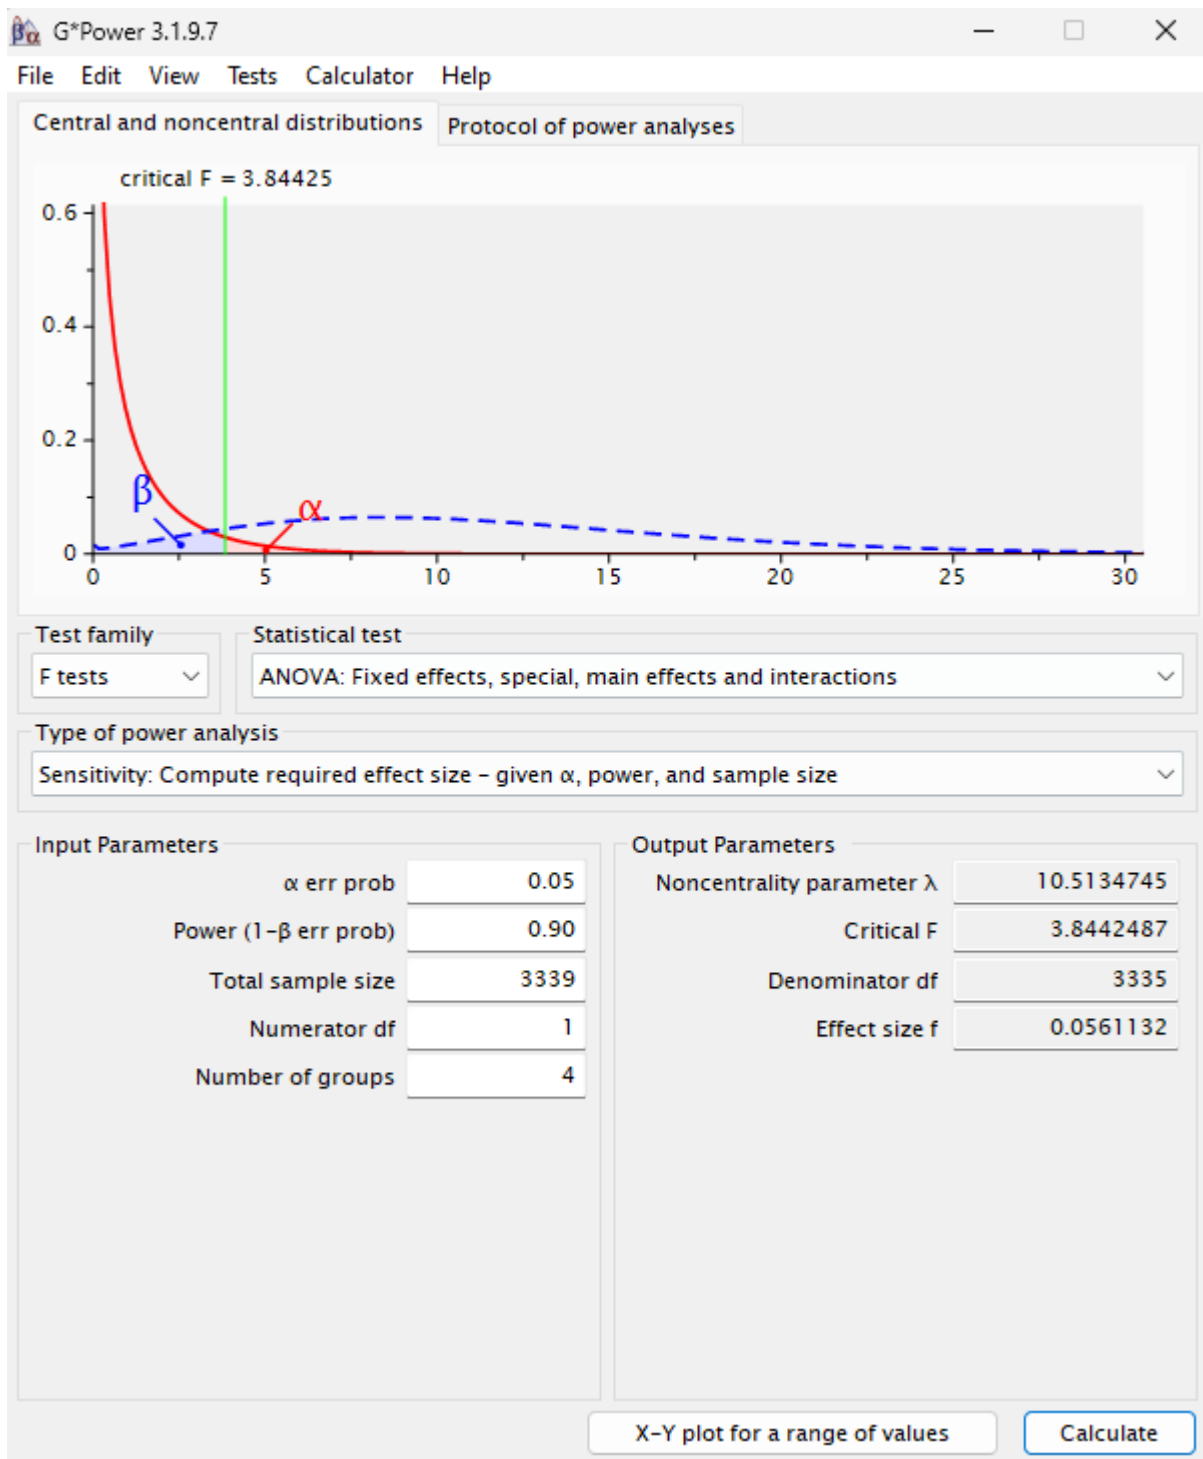 G*Power 3.1.9.7
File Edit View Tests Calculator Help
Central and noncentral distributions Protocol of power analyses
critical F = 3.84425
0.6
0.4
0.2
0
β α
0 5 10 15 20 25 30
Test family Statistical test
F tests ANOVA: Fixed effects, special, main effects and interactions
Type of power analysis
Sensitivity: Compute required effect size – given α, power, and sample size
Input Parameters Output Parameters
α err prob 0.05 Noncentrality parameter λ 10.5134745
Power (1–β err prob) 0.90 Critical F 3.8442487
Total sample size 3339 Denominator df 3335
Numerator df 1 Effect size f 0.0561132
Number of groups 4
X–Y plot for a range of values Calculate